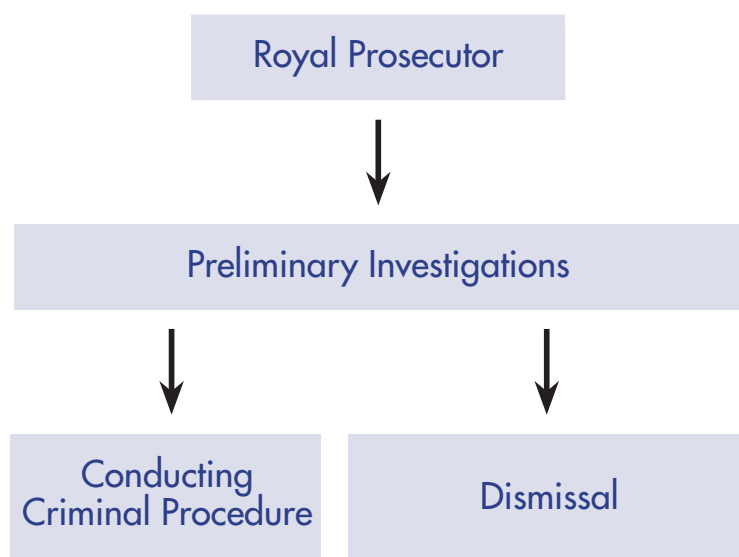 Royal Prosecutor
Preliminary Investigations
Conducting
Criminal Procedure
Dismissal